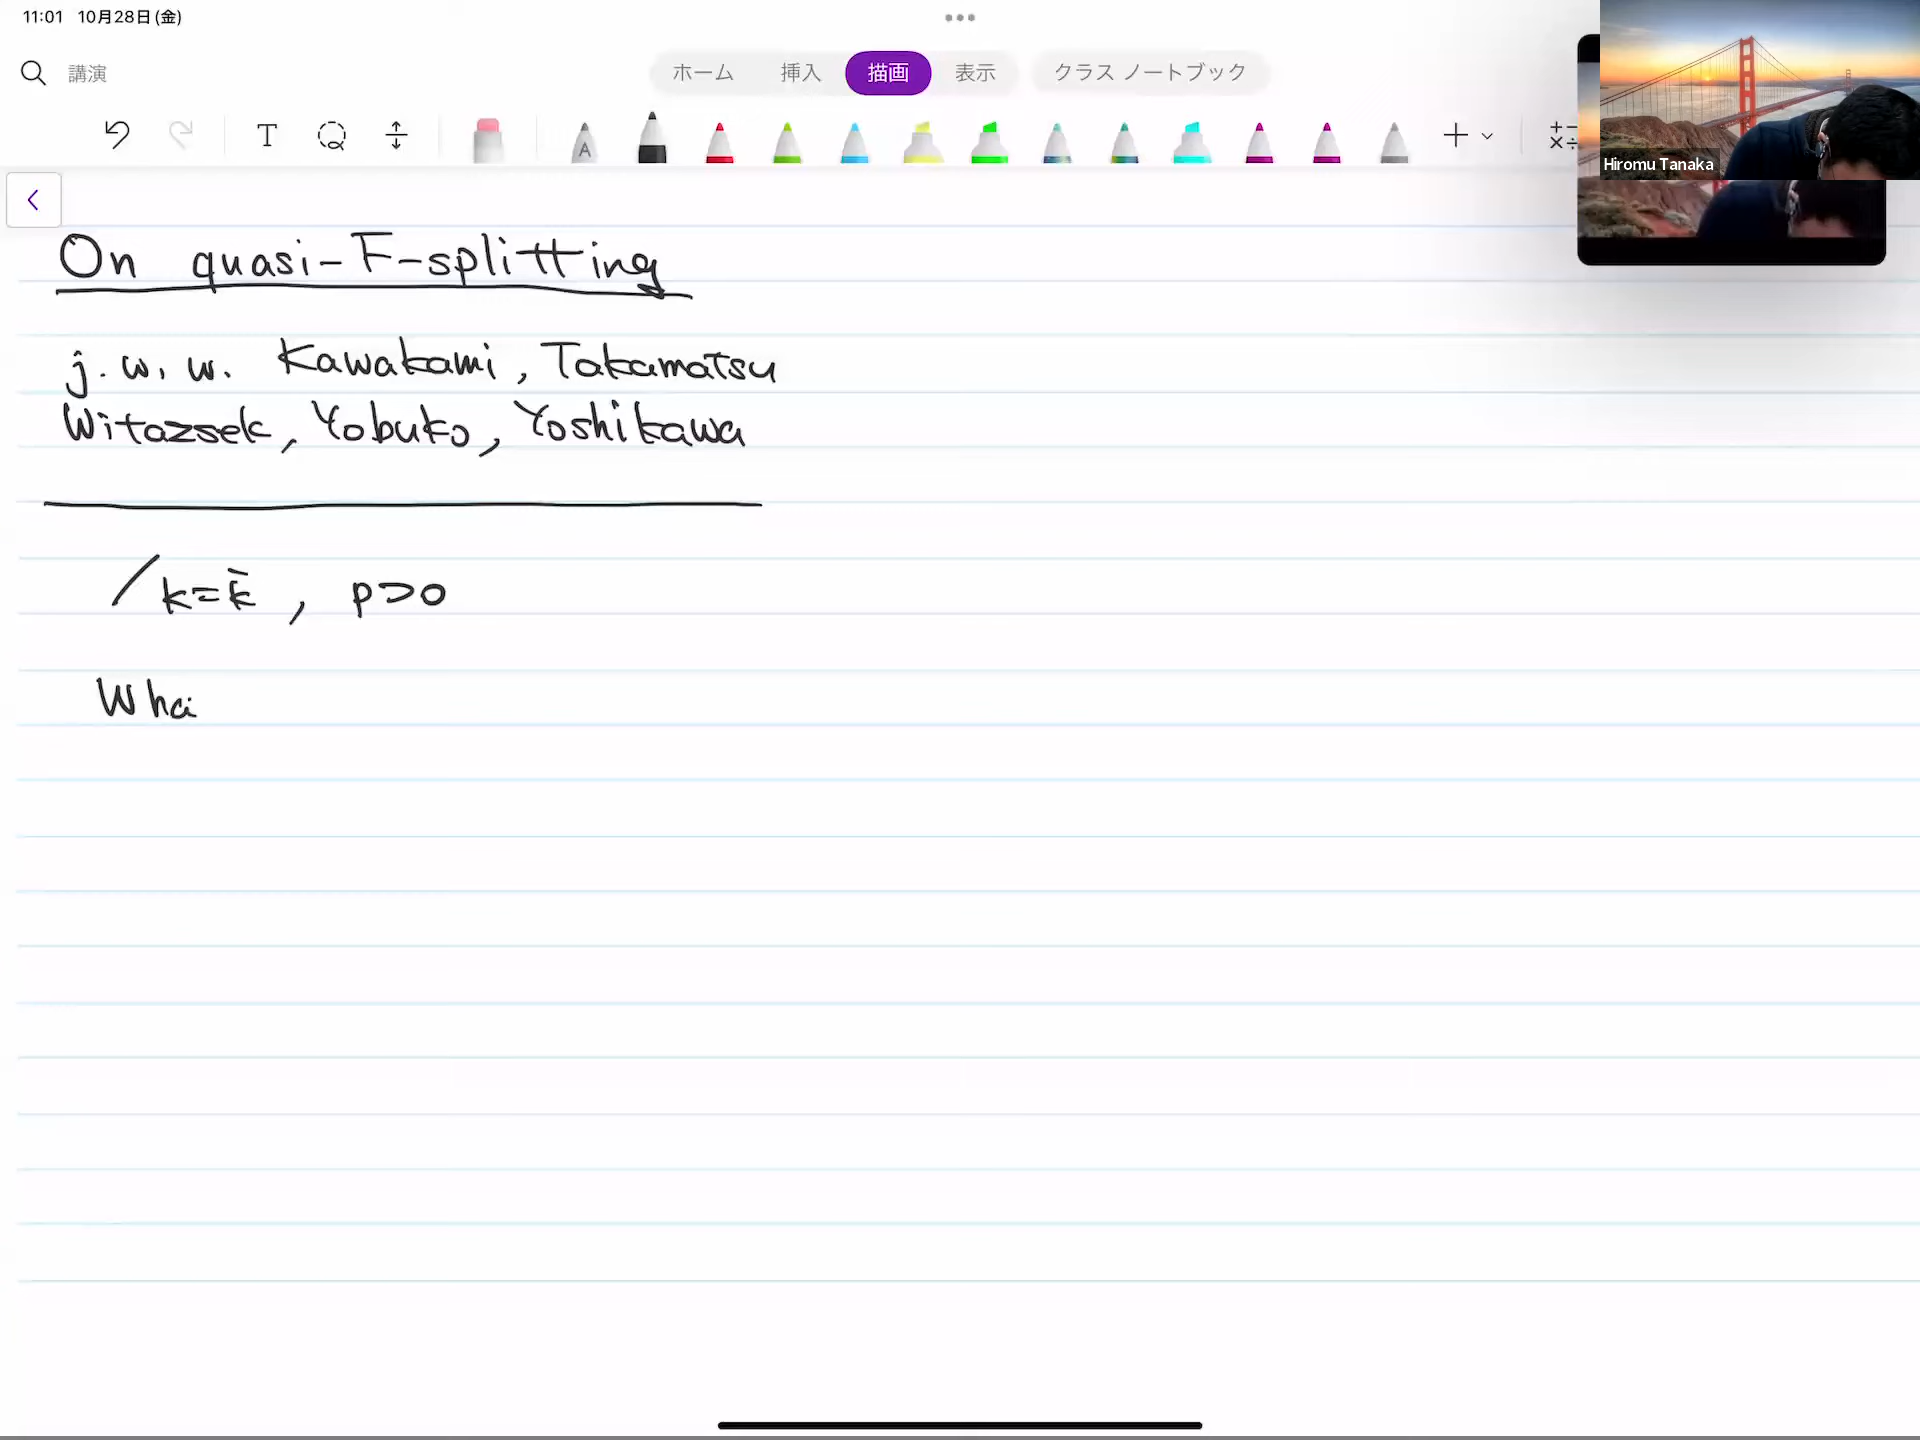 11:01 10月28日(金)
講演
ホーム 挿入 描画 表示 クラス ノートブック
T
A
Hiromu Tanaka
On quasi-F-splitting
j.w.w. Kawakami, Takamatsu
Witazsek, Yobuko, Yoshikawa
/k=k̄, p>0
Wha